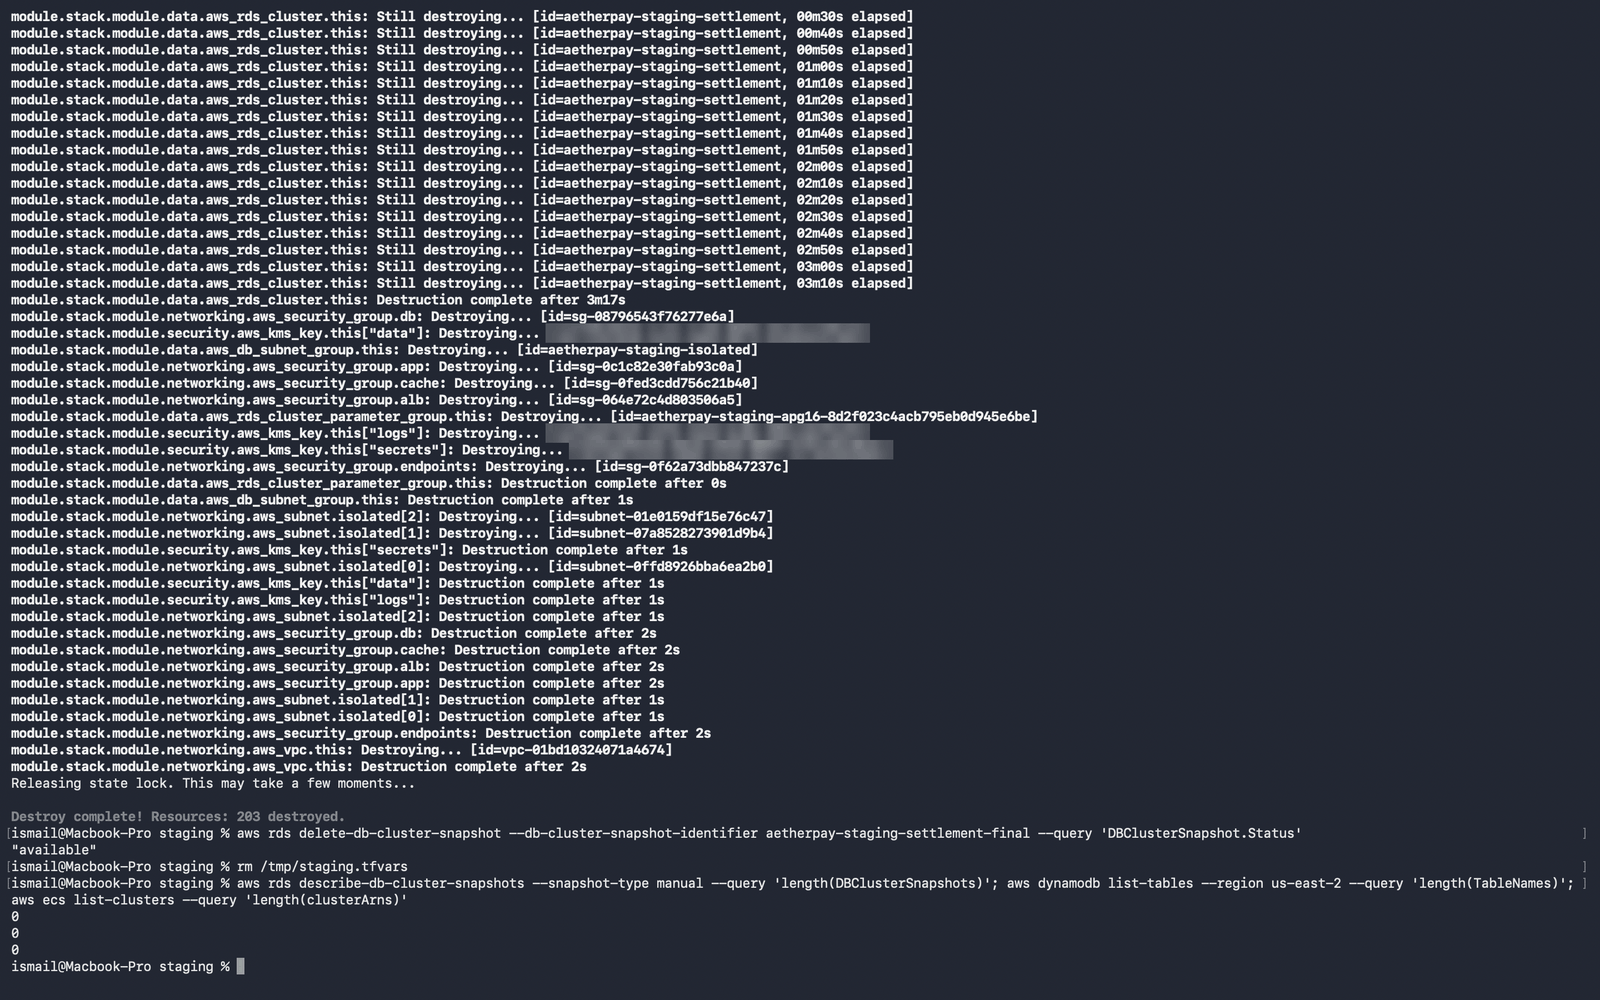 module.stack.module.data.aws_rds_cluster.this: Still destroying... [id=aetherpay-staging-settlement, 00m30s elapsed]
module.stack.module.data.aws_rds_cluster.this: Still destroying... [id=aetherpay-staging-settlement, 00m40s elapsed]
module.stack.module.data.aws_rds_cluster.this: Still destroying... [id=aetherpay-staging-settlement, 00m50s elapsed]
module.stack.module.data.aws_rds_cluster.this: Still destroying... [id=aetherpay-staging-settlement, 01m00s elapsed]
module.stack.module.data.aws_rds_cluster.this: Still destroying... [id=aetherpay-staging-settlement, 01m10s elapsed]
module.stack.module.data.aws_rds_cluster.this: Still destroying... [id=aetherpay-staging-settlement, 01m20s elapsed]
module.stack.module.data.aws_rds_cluster.this: Still destroying... [id=aetherpay-staging-settlement, 01m30s elapsed]
module.stack.module.data.aws_rds_cluster.this: Still destroying... [id=aetherpay-staging-settlement, 01m40s elapsed]
module.stack.module.data.aws_rds_cluster.this: Still destroying... [id=aetherpay-staging-settlement, 01m50s elapsed]
module.stack.module.data.aws_rds_cluster.this: Still destroying... [id=aetherpay-staging-settlement, 02m00s elapsed]
module.stack.module.data.aws_rds_cluster.this: Still destroying... [id=aetherpay-staging-settlement, 02m10s elapsed]
module.stack.module.data.aws_rds_cluster.this: Still destroying... [id=aetherpay-staging-settlement, 02m20s elapsed]
module.stack.module.data.aws_rds_cluster.this: Still destroying... [id=aetherpay-staging-settlement, 02m30s elapsed]
module.stack.module.data.aws_rds_cluster.this: Still destroying... [id=aetherpay-staging-settlement, 02m40s elapsed]
module.stack.module.data.aws_rds_cluster.this: Still destroying... [id=aetherpay-staging-settlement, 02m50s elapsed]
module.stack.module.data.aws_rds_cluster.this: Still destroying... [id=aetherpay-staging-settlement, 03m00s elapsed]
module.stack.module.data.aws_rds_cluster.this: Still destroying... [id=aetherpay-staging-settlement, 03m10s elapsed]
module.stack.module.data.aws_rds_cluster.this: Destruction complete after 3m17s
module.stack.module.networking.aws_security_group.db: Destroying... [id=sg-08796543f76277e6a]
module.stack.module.security.aws_kms_key.this["data"]: Destroying...
module.stack.module.data.aws_db_subnet_group.this: Destroying... [id=aetherpay-staging-isolated]
module.stack.module.networking.aws_security_group.app: Destroying... [id=sg-0c1c82e30fab93c0a]
module.stack.module.networking.aws_security_group.cache: Destroying... [id=sg-0fed3cdd756c21b40]
module.stack.module.networking.aws_security_group.alb: Destroying... [id=sg-064e72c4d803506a5]
module.stack.module.data.aws_rds_cluster_parameter_group.this: Destroying... [id=aetherpay-staging-apg16-8d2f023c4acb795eb0d945e6be]
module.stack.module.security.aws_kms_key.this["logs"]: Destroying...
module.stack.module.security.aws_kms_key.this["secrets"]: Destroying...
module.stack.module.networking.aws_security_group.endpoints: Destroying... [id=sg-0f62a73dbb847237c]
module.stack.module.data.aws_rds_cluster_parameter_group.this: Destruction complete after 0s
module.stack.module.data.aws_db_subnet_group.this: Destruction complete after 1s
module.stack.module.networking.aws_subnet.isolated[2]: Destroying... [id=subnet-01e0159df15e76c47]
module.stack.module.networking.aws_subnet.isolated[1]: Destroying... [id=subnet-07a8528273901d9b4]
module.stack.module.security.aws_kms_key.this["secrets"]: Destruction complete after 1s
module.stack.module.networking.aws_subnet.isolated[0]: Destroying... [id=subnet-0ffd8926bba6ea2b0]
module.stack.module.security.aws_kms_key.this["data"]: Destruction complete after 1s
module.stack.module.security.aws_kms_key.this["logs"]: Destruction complete after 1s
module.stack.module.networking.aws_subnet.isolated[2]: Destruction complete after 1s
module.stack.module.networking.aws_security_group.db: Destruction complete after 2s
module.stack.module.networking.aws_security_group.cache: Destruction complete after 2s
module.stack.module.networking.aws_security_group.alb: Destruction complete after 2s
module.stack.module.networking.aws_security_group.app: Destruction complete after 2s
module.stack.module.networking.aws_subnet.isolated[1]: Destruction complete after 1s
module.stack.module.networking.aws_subnet.isolated[0]: Destruction complete after 1s
module.stack.module.networking.aws_security_group.endpoints: Destruction complete after 2s
module.stack.module.networking.aws_vpc.this: Destroying... [id=vpc-01bd10324071a4674]
module.stack.module.networking.aws_vpc.this: Destruction complete after 2s
Releasing state lock. This may take a few moments...
Destroy complete! Resources: 203 destroyed.
[ismail@Macbook-Pro staging % aws rds delete-db-cluster-snapshot --db-cluster-snapshot-identifier aetherpay-staging-settlement-final --query 'DBClusterSnapshot.Status' ]
"available"
[ismail@Macbook-Pro staging % rm /tmp/staging.tfvars ]
[ismail@Macbook-Pro staging % aws rds describe-db-cluster-snapshots --snapshot-type manual --query 'length(DBClusterSnapshots)'; aws dynamodb list-tables --region us-east-2 --query 'length(TableNames)'; ]
aws ecs list-clusters --query 'length(clusterArns)'
0
0
0
ismail@Macbook-Pro staging %